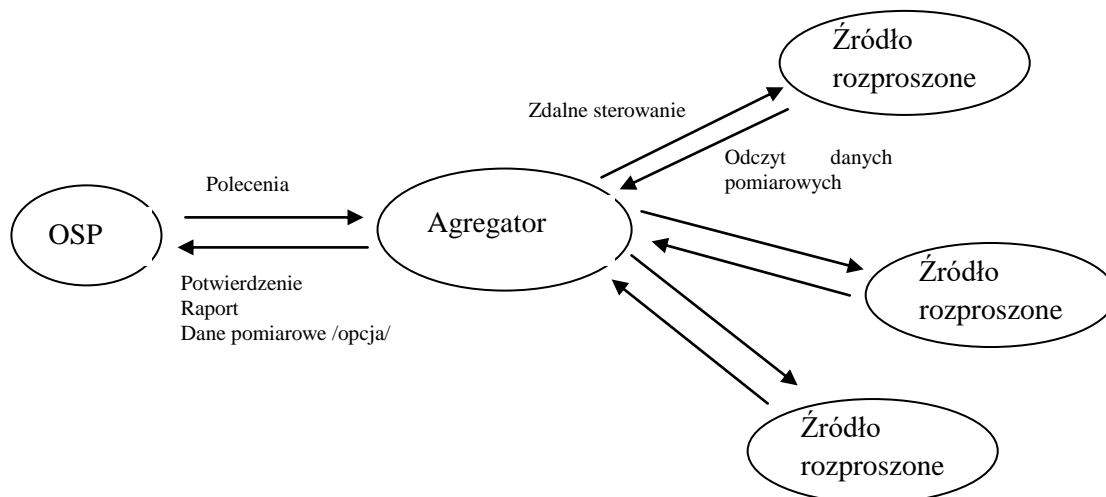 Źródło
rozproszone
Zdalne sterowanie
Odczyt danych
pomiarowych
Polecenia
OSP
Agregator
Potwierdzenie
Raport
Dane pomiarowe /opcja/
Źródło
rozproszone
Źródło
rozproszone